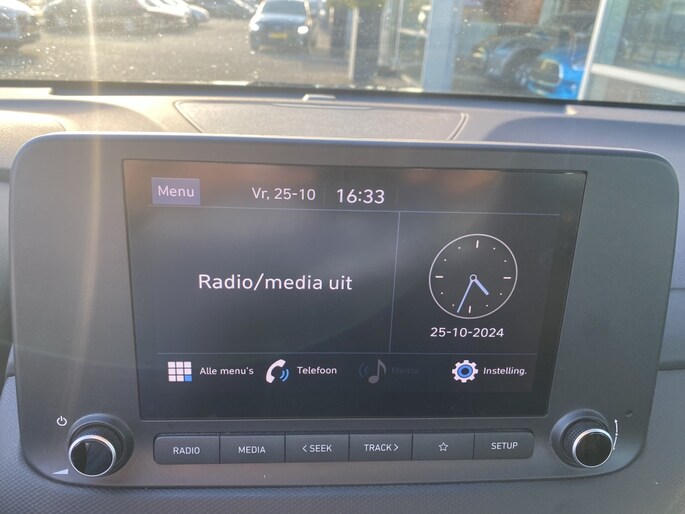 Menu
Vr, 25-10
16:33
Radio/media uit
25-10-2024
Alle menu's
Telefoon
Media
Instelling.
RADIO
MEDIA
< SEEK
TRACK >
SETUP